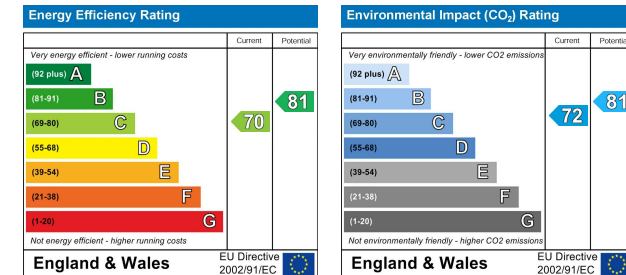 Energy Efficiency Rating
Current Potential
Very energy efficient - lower running costs
(92 plus) A
(81-91) B
(69-80) C
(55-68) D
(39-54) E
(21-38) F
(1-20) G
70
81
Not energy efficient - higher running costs
England & Wales
EU Directive
2002/91/EC
Environmental Impact (CO₂) Rating
Current Potential
Very environmentally friendly - lower CO2 emissions
(92 plus) A
(81-91) B
(69-80) C
(55-68) D
(39-54) E
(21-38) F
(1-20) G
72
81
Not environmentally friendly - higher CO2 emissions
England & Wales
EU Directive
2002/91/EC